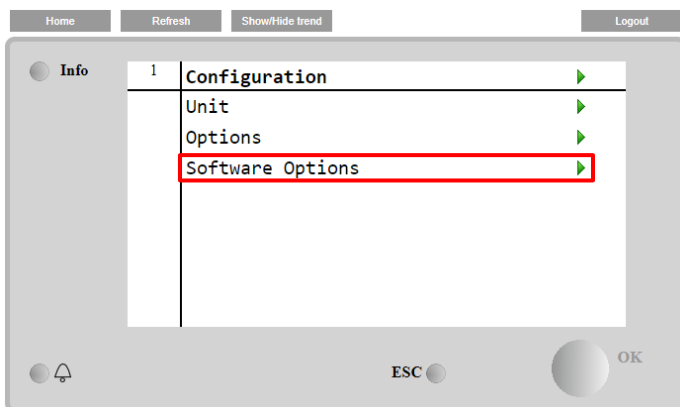 Home Refresh Show/Hide trend Logout
Info
1 Configuration
Unit
Options
Software Options
ESC
OK